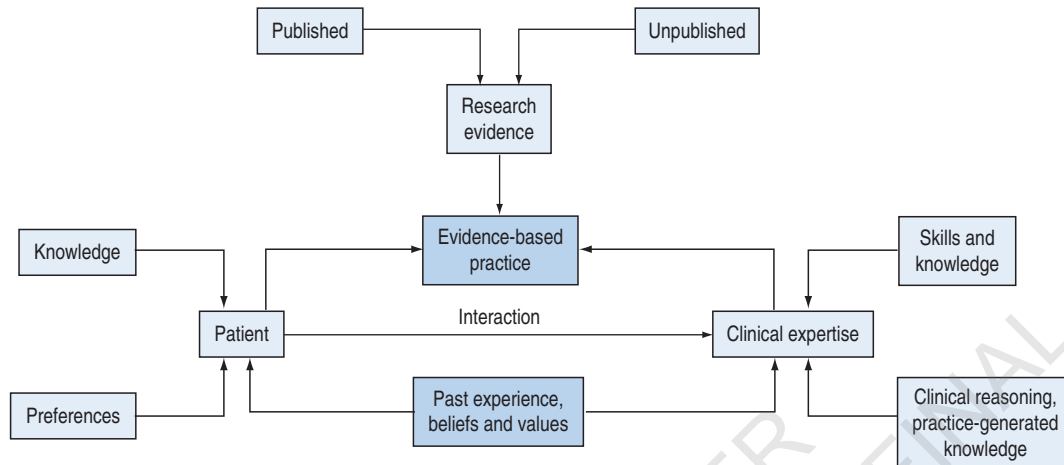 Published
Unpublished
Research
evidence
Knowledge
Evidence-based
practice
Skills and
knowledge
Interaction
Patient
Clinical expertise
Preferences
Past experience,
beliefs and values
Clinical reasoning,
practice-generated
knowledge